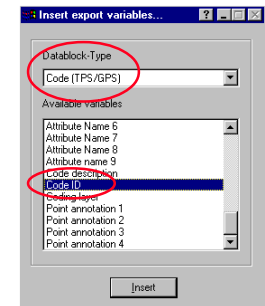 Insert export variables...
Datablock-Type
Code (TPS/GPS)
Available variables
Attribute Name 6
Attribute Name 7
Attribute Name 8
Attribute name 9
Code description
Code ID
Coding layer
Point annotation 1
Point annotation 2
Point annotation 3
Point annotation 4
Insert